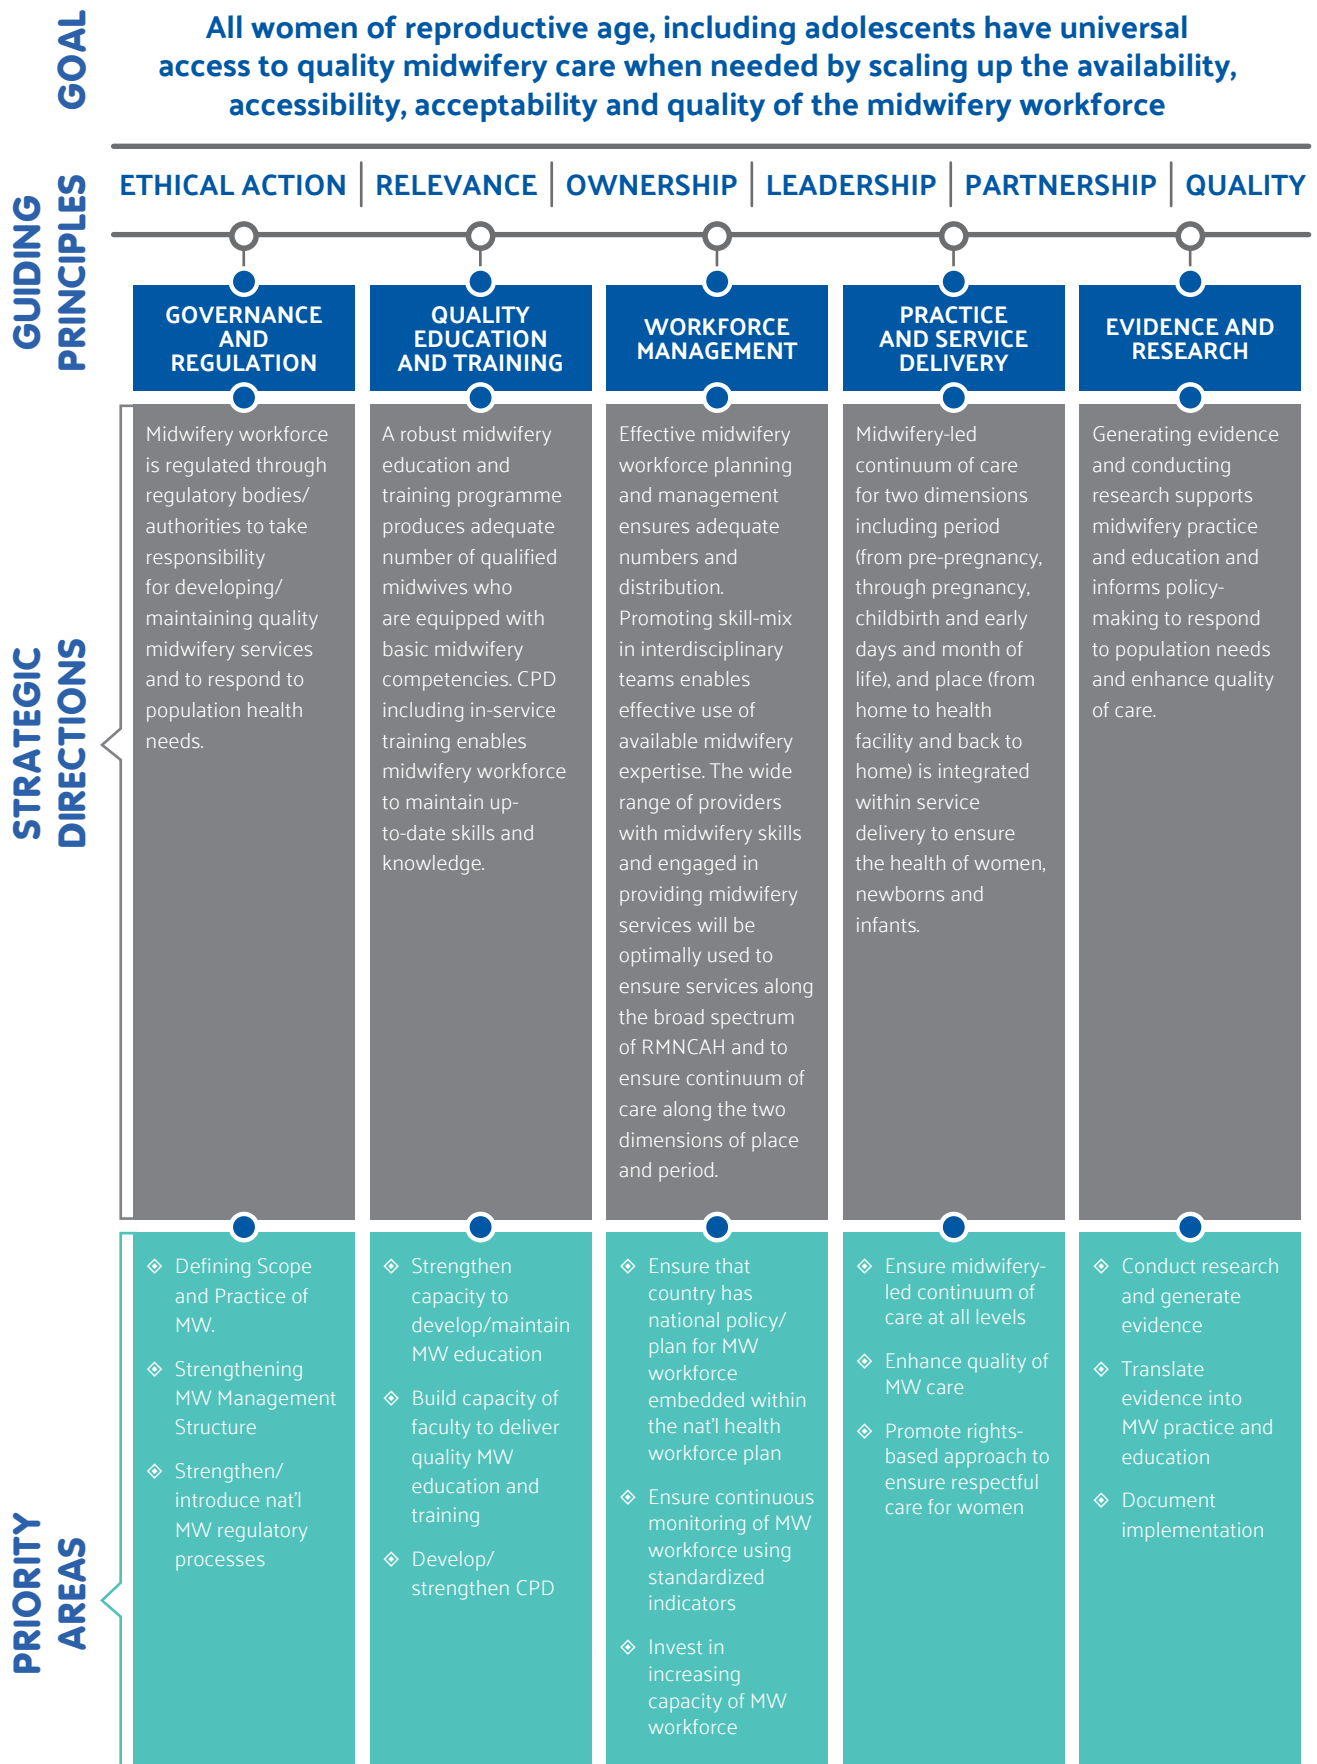 GOAL
All women of reproductive age, including adolescents have universal
access to quality midwifery care when needed by scaling up the availability,
accessibility, acceptability and quality of the midwifery workforce
GUIDING
PRINCIPLES
ETHICAL ACTION
RELEVANCE
OWNERSHIP
LEADERSHIP
PARTNERSHIP
QUALITY
STRATEGIC
DIRECTIONS
GOVERNANCE
AND
REGULATION
Midwifery workforce
is regulated through
regulatory bodies/
authorities to take
responsibility
for developing/
maintaining quality
midwifery services
and to respond to
population health
needs.
QUALITY
EDUCATION
AND TRAINING
A robust midwifery
education and
training programme
produces adequate
number of qualified
midwives who
are equipped with
basic midwifery
competencies. CPD
including in-service
training enables
midwifery workforce
to maintain up-
to-date skills and
knowledge.
WORKFORCE
MANAGEMENT
Effective midwifery
workforce planning
and management
ensures adequate
numbers and
distribution.
Promoting skill-mix
in interdisciplinary
teams enables
effective use of
available midwifery
expertise. The wide
range of providers
with midwifery skills
and engaged in
providing midwifery
services will be
optimally used to
ensure services along
the broad spectrum
of RMNCAH and to
ensure continuum of
care along the two
dimensions of place
and period.
PRACTICE
AND SERVICE
DELIVERY
Midwifery-led
continuum of care
for two dimensions
including period
(from pre-pregnancy,
through pregnancy,
childbirth and early
days and month of
life), and place (from
home to health
facility and back to
home) is integrated
within service
delivery to ensure
the health of women,
newborns and
infants.
EVIDENCE AND
RESEARCH
Generating evidence
and conducting
research supports
midwifery practice
and education and
informs policy-
making to respond
to population needs
and enhance quality
of care.
PRIORITY
AREAS
Defining Scope
and Practice of
MW.
Strengthening
MW Management
Structure
Strengthen/
introduce nat'l
MW regulatory
processes
Strengthen
capacity to
develop/maintain
MW education
Build capacity of
faculty to deliver
quality MW
education and
training
Develop/
strengthen CPD
Ensure that
country has
national policy/
plan for MW
workforce
embedded within
the nat'l health
workforce plan
Ensure continuous
monitoring of MW
workforce using
standardized
indicators
Invest in
increasing
capacity of MW
workforce
Ensure midwifery-
led continuum of
care at all levels
Enhance quality of
MW care
Promote rights-
based approach to
ensure respectful
care for women
Conduct research
and generate
evidence
Translate
evidence into
MW practice and
education
Document
implementation